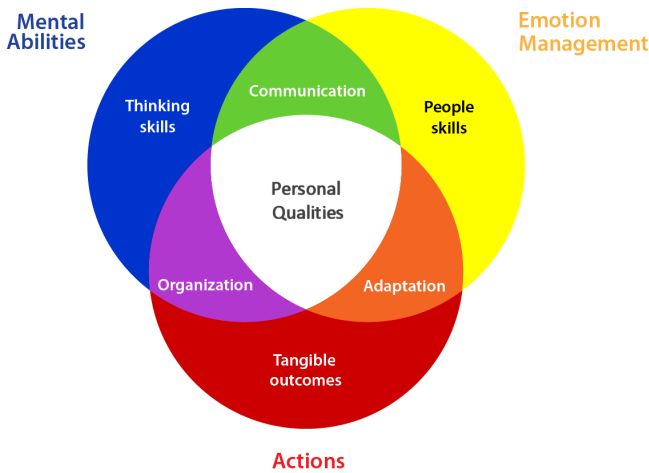 Mental
Abilities
Emotion
Management
Communication
Thinking
skills
People
skills
Personal
Qualities
Organization
Adaptation
Tangible
outcomes
Actions